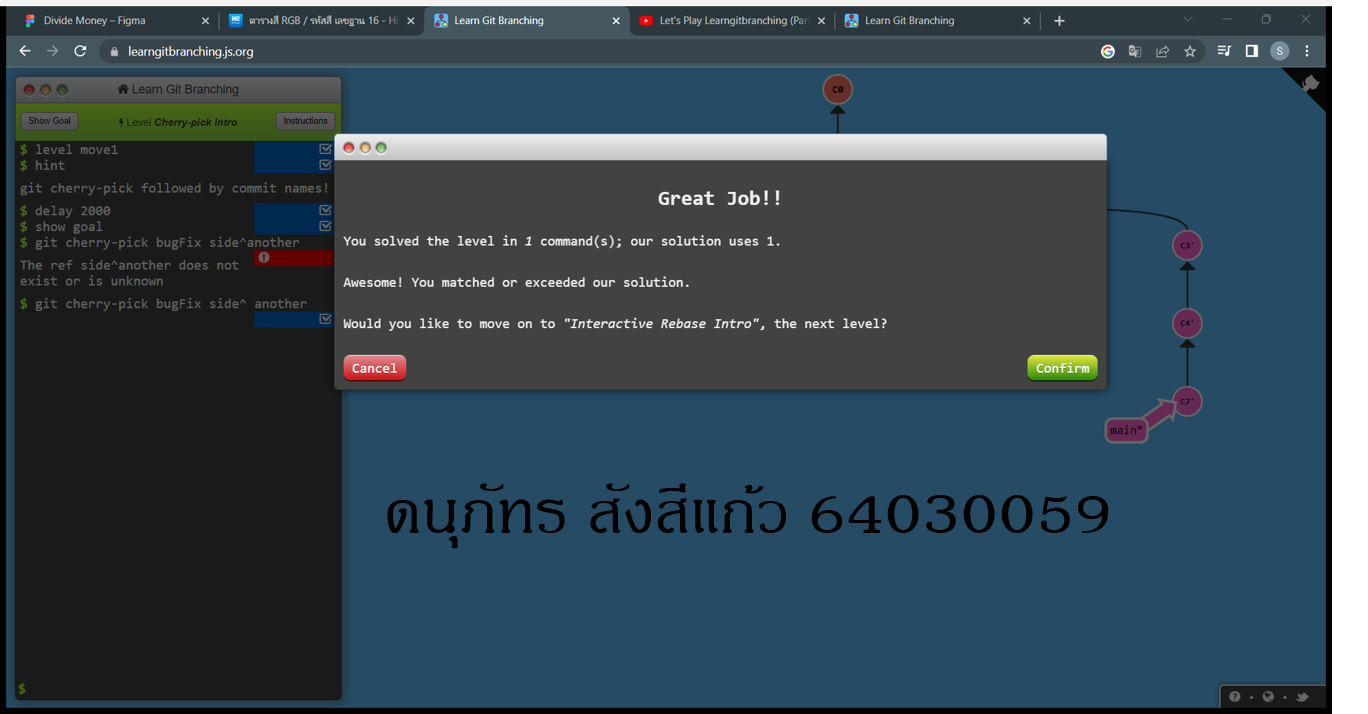 Divide Money – Figma
ตารางสี RGB / รหัสสี เลขฐาน 16 - Hi
Learn Git Branching
Let's Play Learngitbranching (Par
Learn Git Branching
learngitbranching.js.org
S
Learn Git Branching
Show Goal
Level Cherry-pick Intro
Instructions
$ level move1
$ hint
git cherry-pick followed by commit names!
$ delay 2000
$ show goal
$ git cherry-pick bugFix side^another
The ref side^another does not
exist or is unknown
$ git cherry-pick bugFix side^ another
$
C0
Great Job!!
You solved the level in 1 command(s); our solution uses 1.
Awesome! You matched or exceeded our solution.
Would you like to move on to "Interactive Rebase Intro", the next level?
Cancel
Confirm
C3'
C4'
C7'
main*
ดนุภัทร สังสีแก้ว 64030059